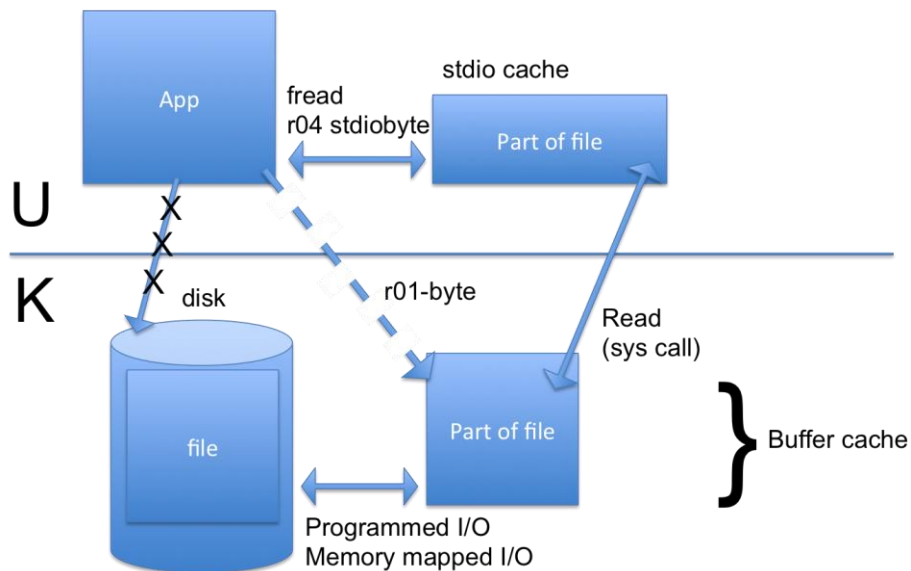 stdio cache
App
fread
r04 stdiobyte
Part of file
U
X
X
X
K
disk
r01-byte
Read
(sys call)
Part of file
file
}
Buffer cache
Programmed I/O
Memory mapped I/O